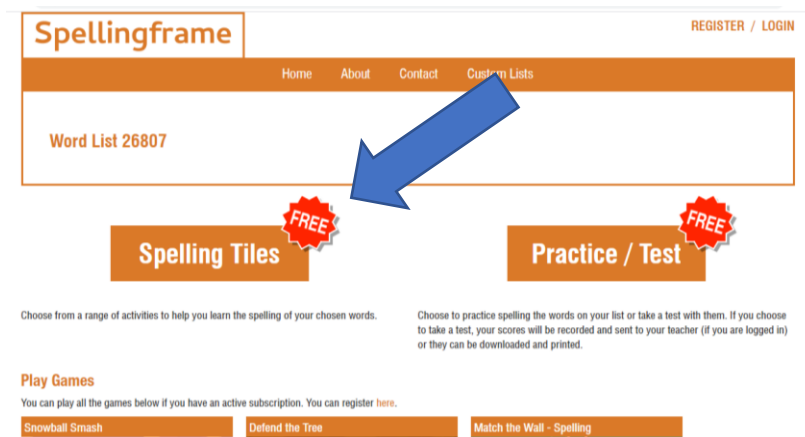 Spellingframe
REGISTER / LOGIN
Home About Contact Custom Lists
Word List 26807
FREE
Spelling Tiles
FREE
Practice / Test
Choose from a range of activities to help you learn the spelling of your chosen words.
Choose to practice spelling the words on your list or take a test with them. If you choose
to take a test, your scores will be recorded and sent to your teacher (if you are logged in)
or they can be downloaded and printed.
Play Games
You can play all the games below if you have an active subscription. You can register here.
Snowball Smash
Defend the Tree
Match the Wall - Spelling